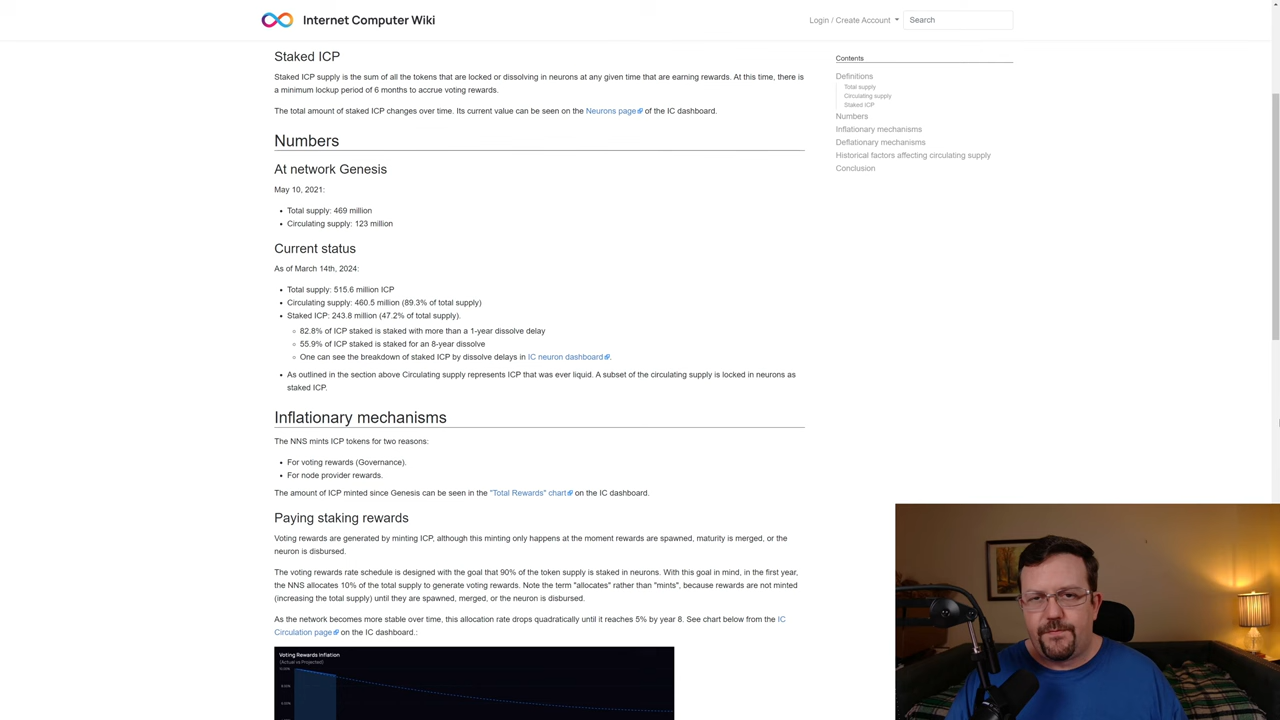 Internet Computer Wiki
Login / Create Account
Search
Staked ICP
Staked ICP supply is the sum of all the tokens that are locked or dissolving in neurons at any given time that are earning rewards. At this time, there is
a minimum lockup period of 6 months to accrue voting rewards.
The total amount of staked ICP changes over time. Its current value can be seen on the Neurons page of the IC dashboard.
Numbers
At network Genesis
May 10, 2021:
Total supply: 469 million
Circulating supply: 123 million
Current status
As of March 14th, 2024:
Total supply: 515.6 million ICP
Circulating supply: 460.5 million (89.3% of total supply)
Staked ICP: 243.8 million (47.2% of total supply).
82.8% of ICP staked is staked with more than a 1-year dissolve delay
55.9% of ICP staked is staked for an 8-year dissolve
One can see the breakdown of staked ICP by dissolve delays in IC neuron dashboard.
As outlined in the section above Circulating supply represents ICP that was ever liquid. A subset of the circulating supply is locked in neurons as
staked ICP.
Inflationary mechanisms
The NNS mints ICP tokens for two reasons:
For voting rewards (Governance).
For node provider rewards.
The amount of ICP minted since Genesis can be seen in the "Total Rewards" chart on the IC dashboard.
Paying staking rewards
Voting rewards are generated by minting ICP, although this minting only happens at the moment rewards are spawned, maturity is merged, or the
neuron is disbursed.
The voting rewards rate schedule is designed with the goal that 90% of the token supply is staked in neurons. With this goal in mind, in the first year,
the NNS allocates 10% of the total supply to generate voting rewards. Note the term "allocates" rather than "mints", because rewards are not minted
(increasing the total supply) until they are spawned, merged, or the neuron is disbursed.
As the network becomes more stable over time, this allocation rate drops quadratically until it reaches 5% by year 8. See chart below from the IC
Circulation page on the IC dashboard.:
Voting Rewards Inflation
(Actual vs Projected)
10.00%
8.00%
Contents
Definitions
Total supply
Circulating supply
Staked ICP
Numbers
Inflationary mechanisms
Deflationary mechanisms
Historical factors affecting circulating supply
Conclusion